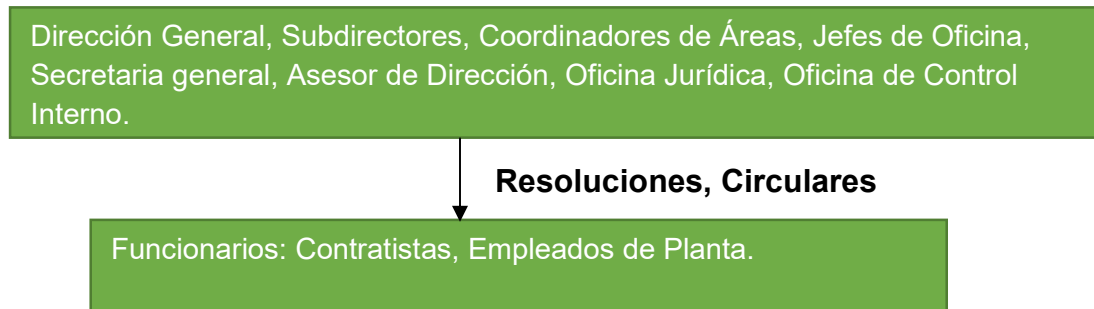 Dirección General, Subdirectores, Coordinadores de Áreas, Jefes de Oficina,
Secretaria general, Asesor de Dirección, Oficina Jurídica, Oficina de Control
Interno.
Resoluciones, Circulares
Funcionarios: Contratistas, Empleados de Planta.